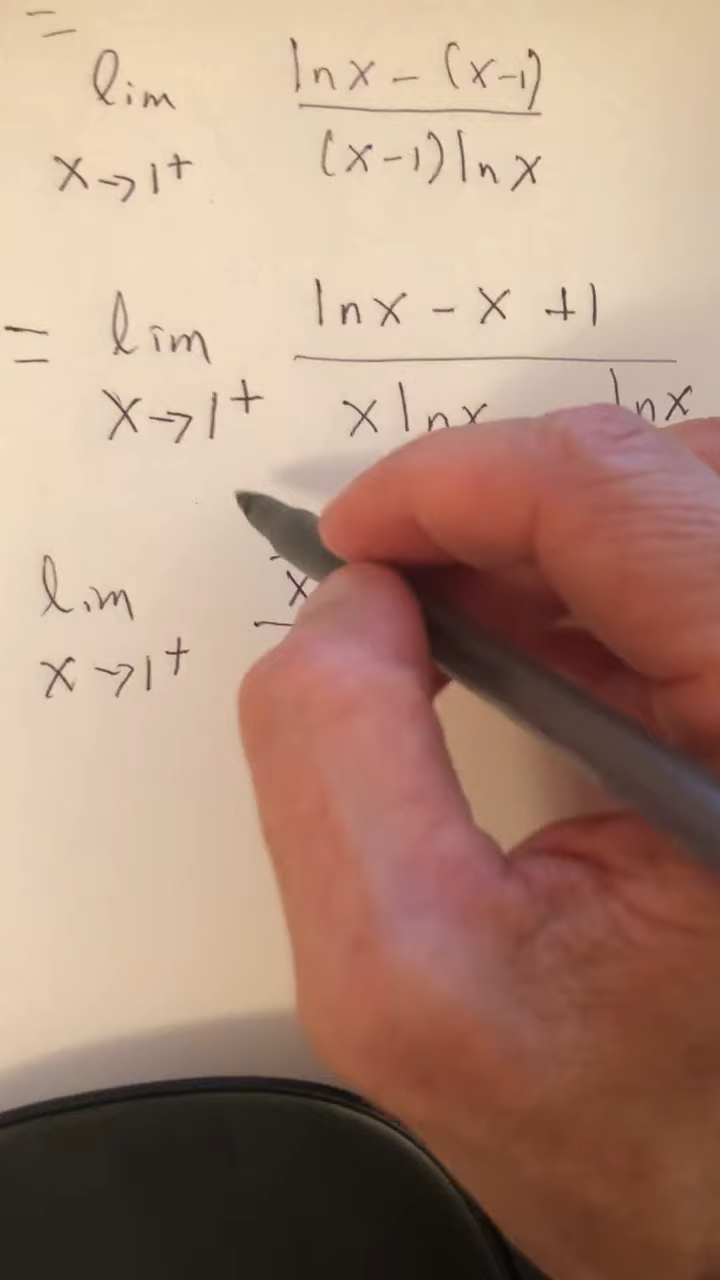 =
lim ln x - (x-1)
x→1+ (x-1) ln x
= lim ln x - x +1
x→1+ x ln x ln x
lim x
x→1+